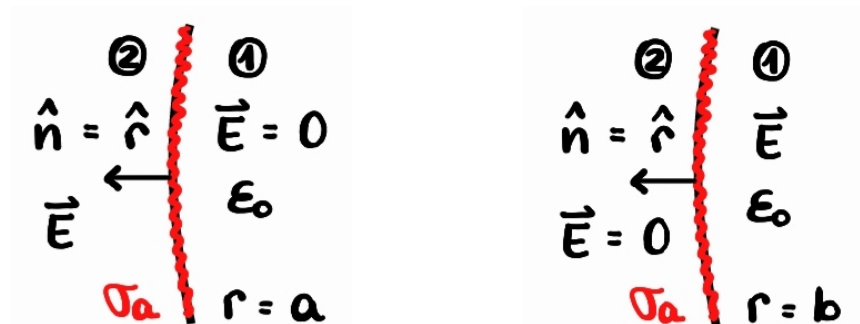 ② ①
n̂ = r̂ E⃗ = 0
ε₀
E⃗
σa r = a
② ①
n̂ = r̂ E⃗
ε₀
E⃗ = 0
σa r = b